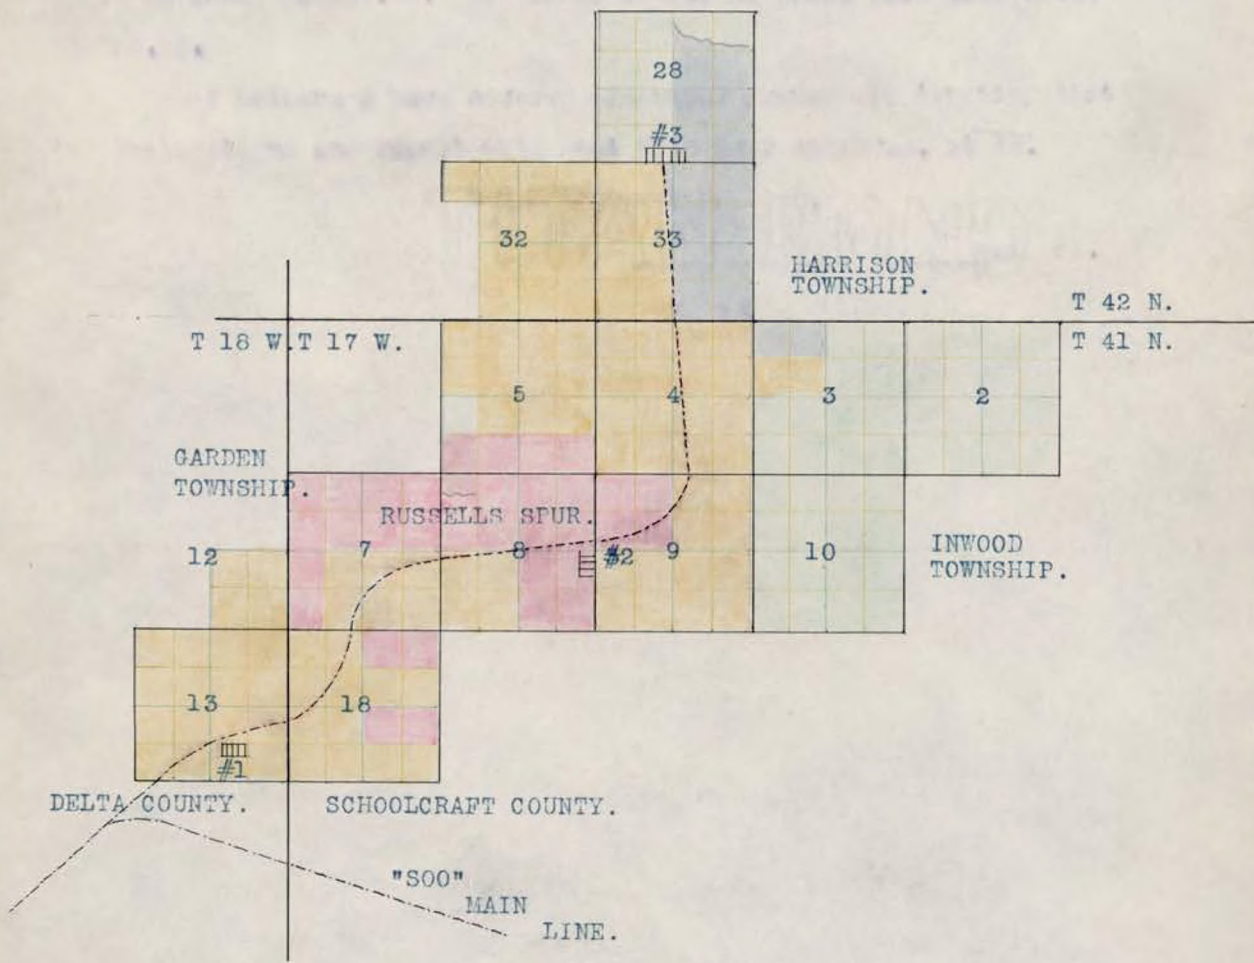 28
#3
32
33
HARRISON
TOWNSHIP.
T 42 N.
T 18 W.
T 17 W.
T 41 N.
5
4
3
2
GARDEN
TOWNSHIP.
RUSSELLS SPUR.
12
7
8
#2
9
10
INWOOD
TOWNSHIP.
13
18
#1
DELTA COUNTY.
SCHOOLCRAFT COUNTY.
"SOO"
MAIN
LINE.